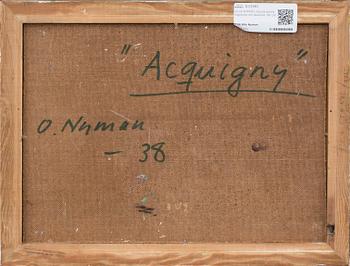 "Acquigny"
O. Nyman
- 38